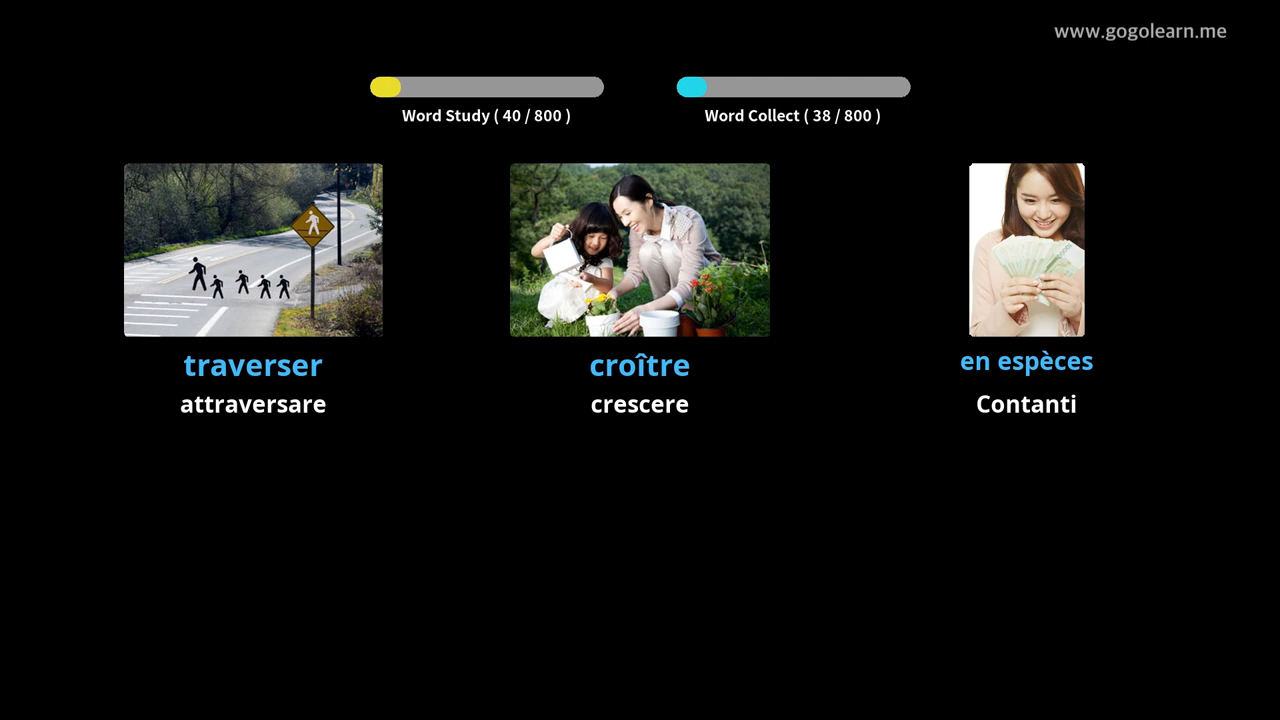 www.gogolearn.me
Word Study ( 40 / 800 )
Word Collect ( 38 / 800 )
traverser
attraversare
croître
crescere
en espèces
Contanti